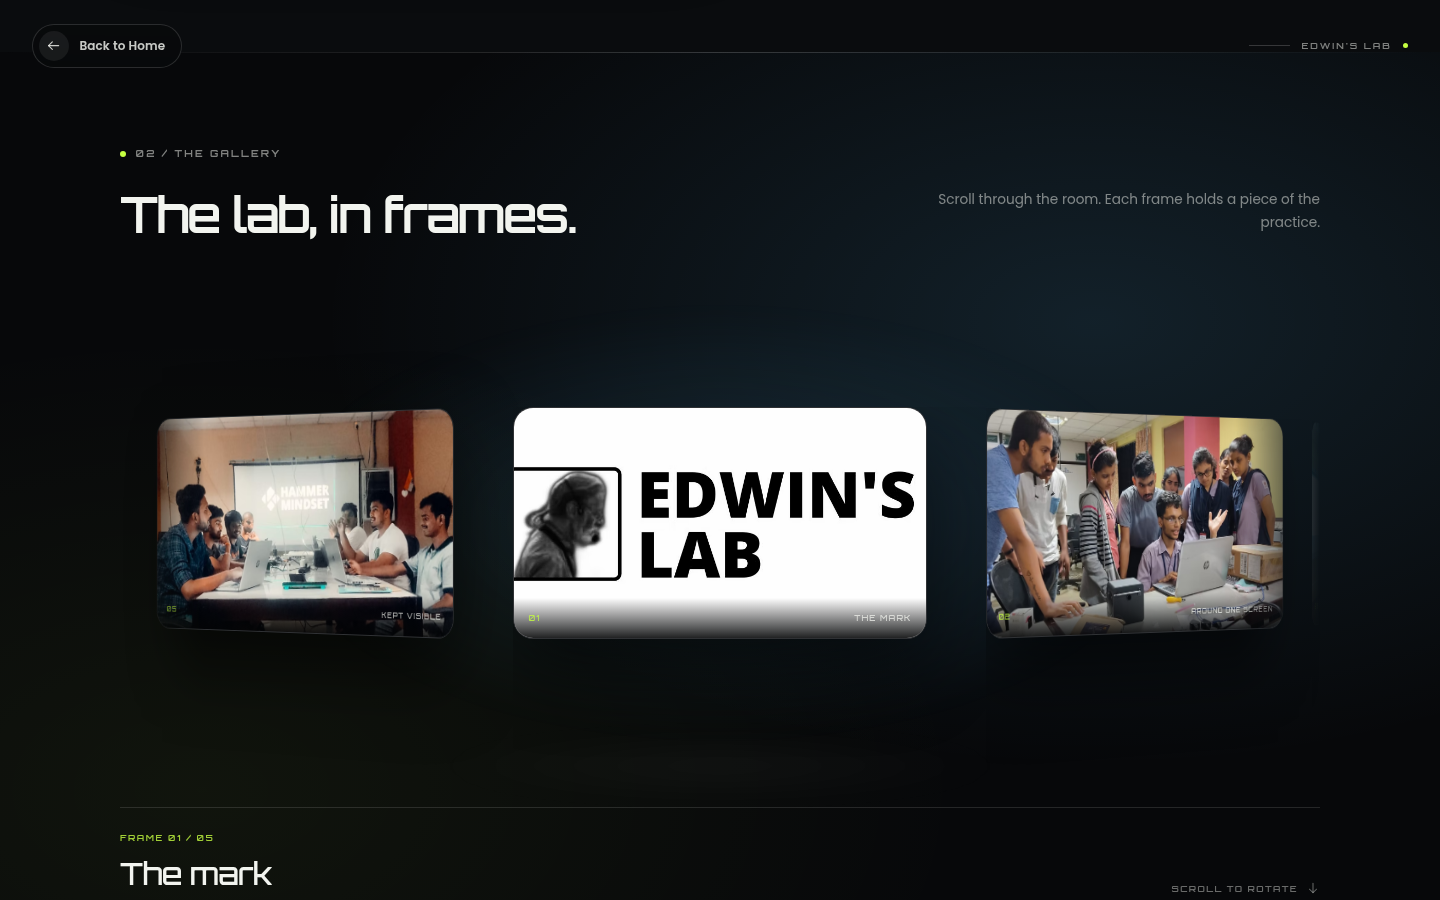 Back to Home
EDWIN'S LAB
02 / THE GALLERY
The lab, in frames.
Scroll through the room. Each frame holds a piece of the
practice.
HAMMER
MINDSET
05
KEPT VISIBLE
EDWIN'S
LAB
01
THE MARK
02
AROUND ONE SCREEN
FRAME 01 / 05
The mark
SCROLL TO ROTATE